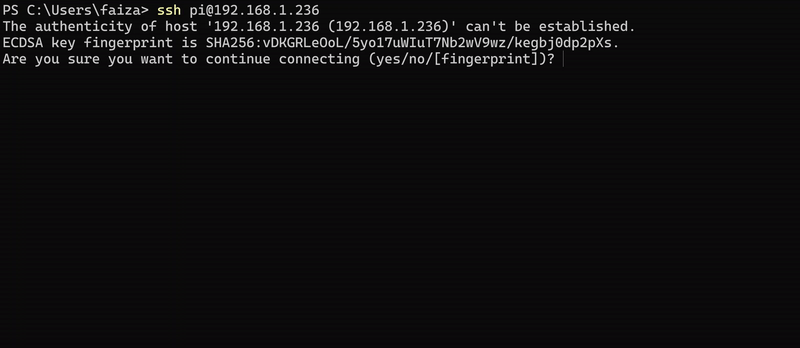 PS C:\Users\faiza> ssh pi@192.168.1.236
The authenticity of host '192.168.1.236 (192.168.1.236)' can't be established.
ECDSA key fingerprint is SHA256:vDKGRLeOoL/5yo17uWIuT7Nb2wV9wz/kegbj0dp2pXs.
Are you sure you want to continue connecting (yes/no/[fingerprint])?